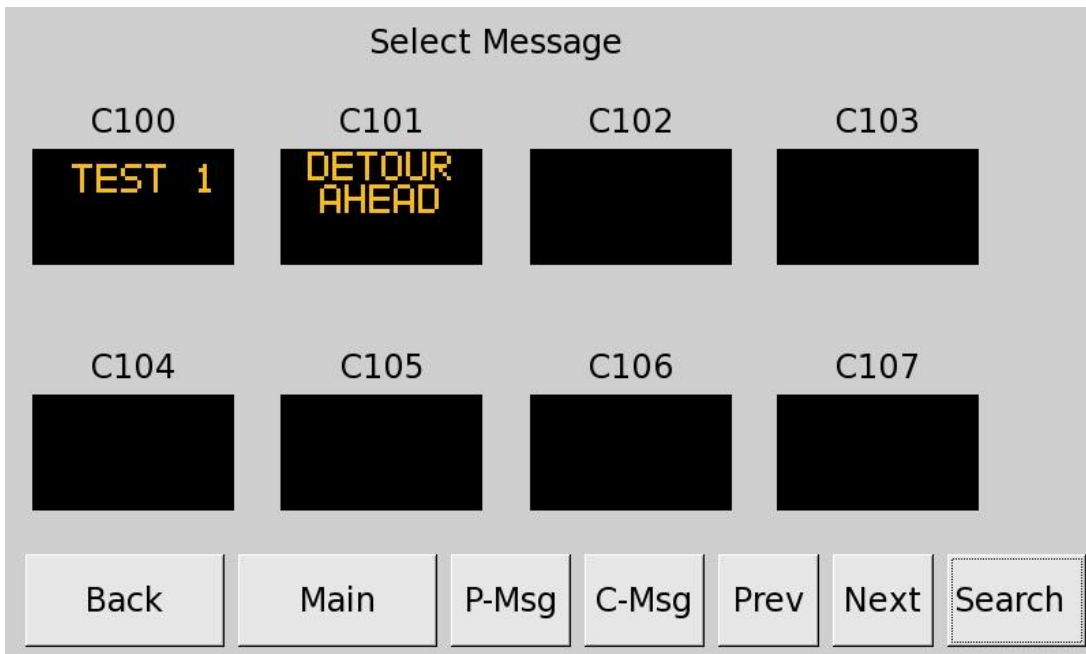 Select Message
C100 C101 C102 C103
TEST 1
DETOUR
AHEAD
C104 C105 C106 C107
Back Main P-Msg C-Msg Prev Next Search